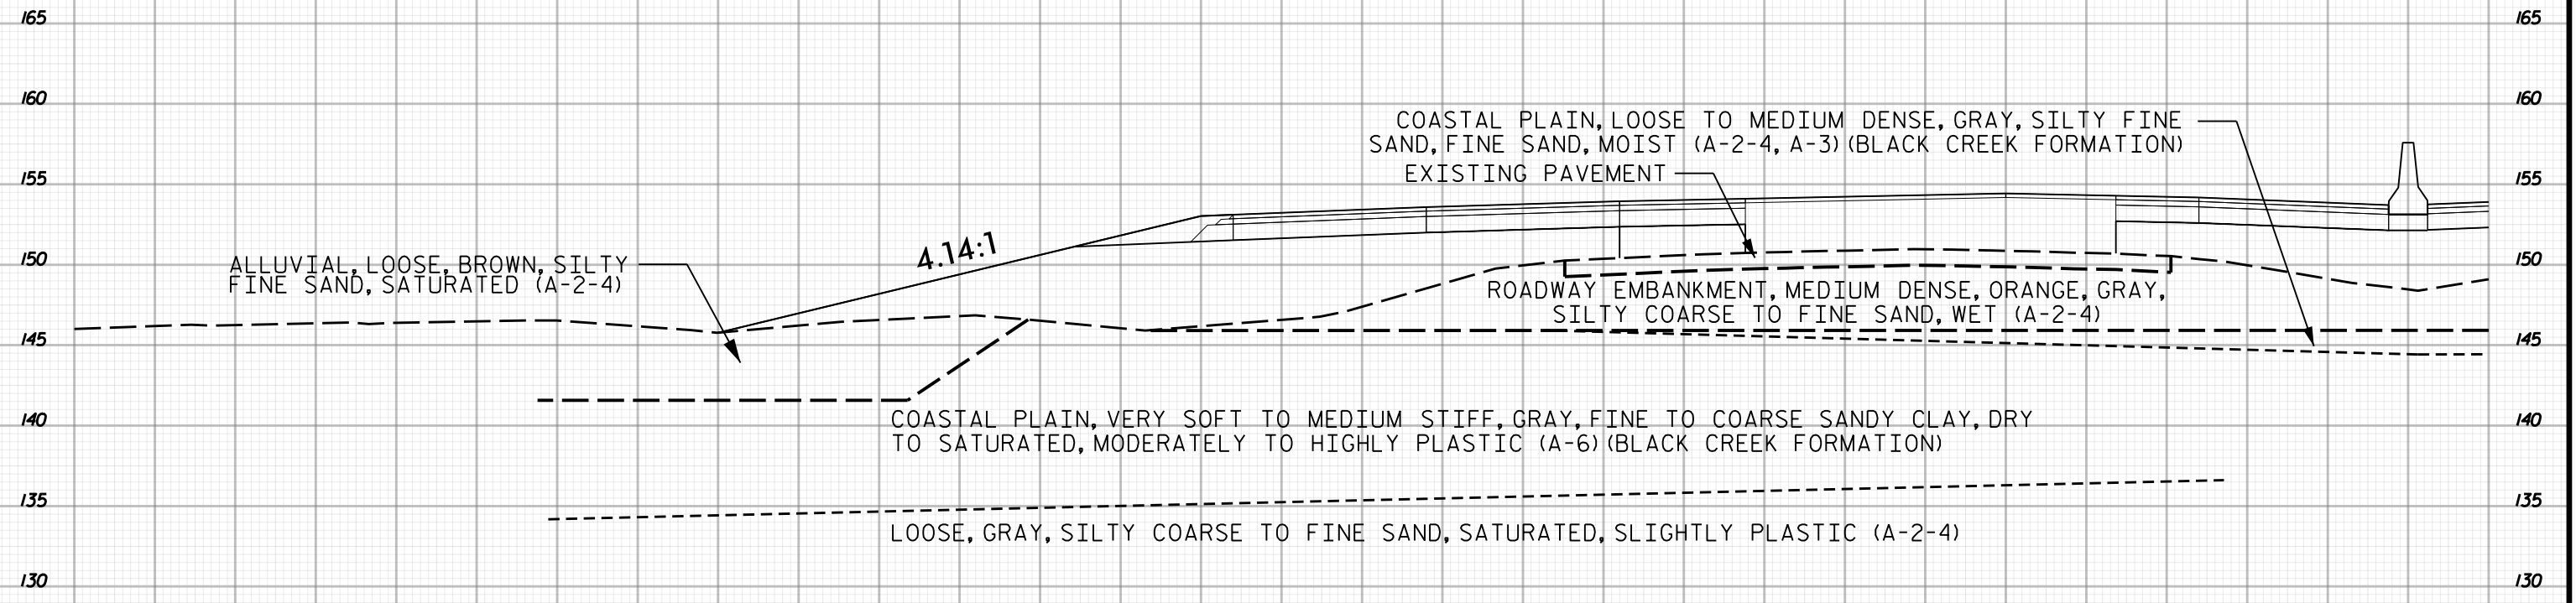 165 165
160 160
COASTAL PLAIN, LOOSE TO MEDIUM DENSE, GRAY, SILTY FINE
SAND, FINE SAND, MOIST (A-2-4, A-3) (BLACK CREEK FORMATION)
EXISTING PAVEMENT
155 155
4.14:1
150 150
ALLUVIAL, LOOSE, BROWN, SILTY
FINE SAND, SATURATED (A-2-4)
ROADWAY EMBANKMENT, MEDIUM DENSE, ORANGE, GRAY,
SILTY COARSE TO FINE SAND, WET (A-2-4)
145 145
140 140
COASTAL PLAIN, VERY SOFT TO MEDIUM STIFF, GRAY, FINE TO COARSE SANDY CLAY, DRY
TO SATURATED, MODERATELY TO HIGHLY PLASTIC (A-6) (BLACK CREEK FORMATION)
135 135
LOOSE, GRAY, SILTY COARSE TO FINE SAND, SATURATED, SLIGHTLY PLASTIC (A-2-4)
130 130